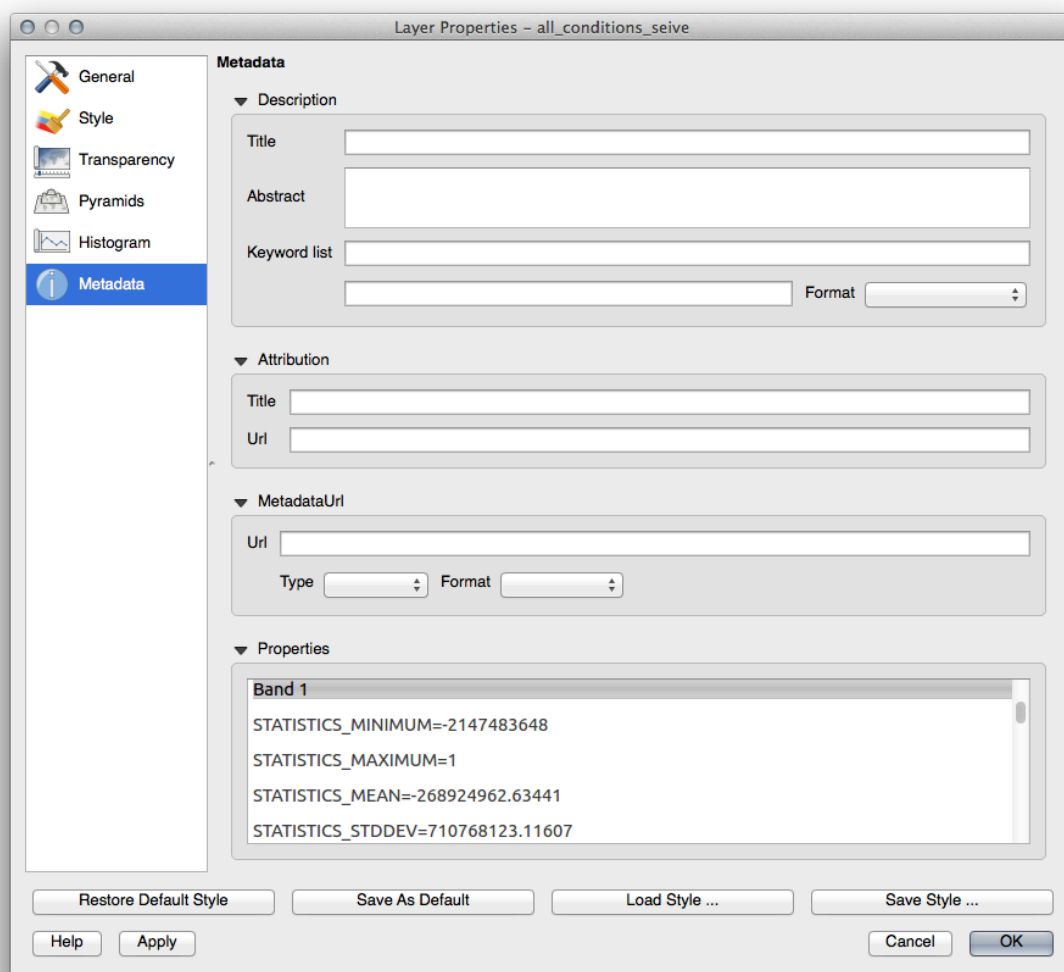 Layer Properties – all_conditions_seive
General
Style
Transparency
Pyramids
Histogram
Metadata
Metadata
Description
Title
Abstract
Keyword list
Format
Attribution
Title
Url
MetadataUrl
Url
Type Format
Properties
Band 1
STATISTICS_MINIMUM=-2147483648
STATISTICS_MAXIMUM=1
STATISTICS_MEAN=-268924962.63441
STATISTICS_STDDEV=710768123.11607
Restore Default Style Save As Default Load Style ... Save Style ...
Help Apply Cancel OK